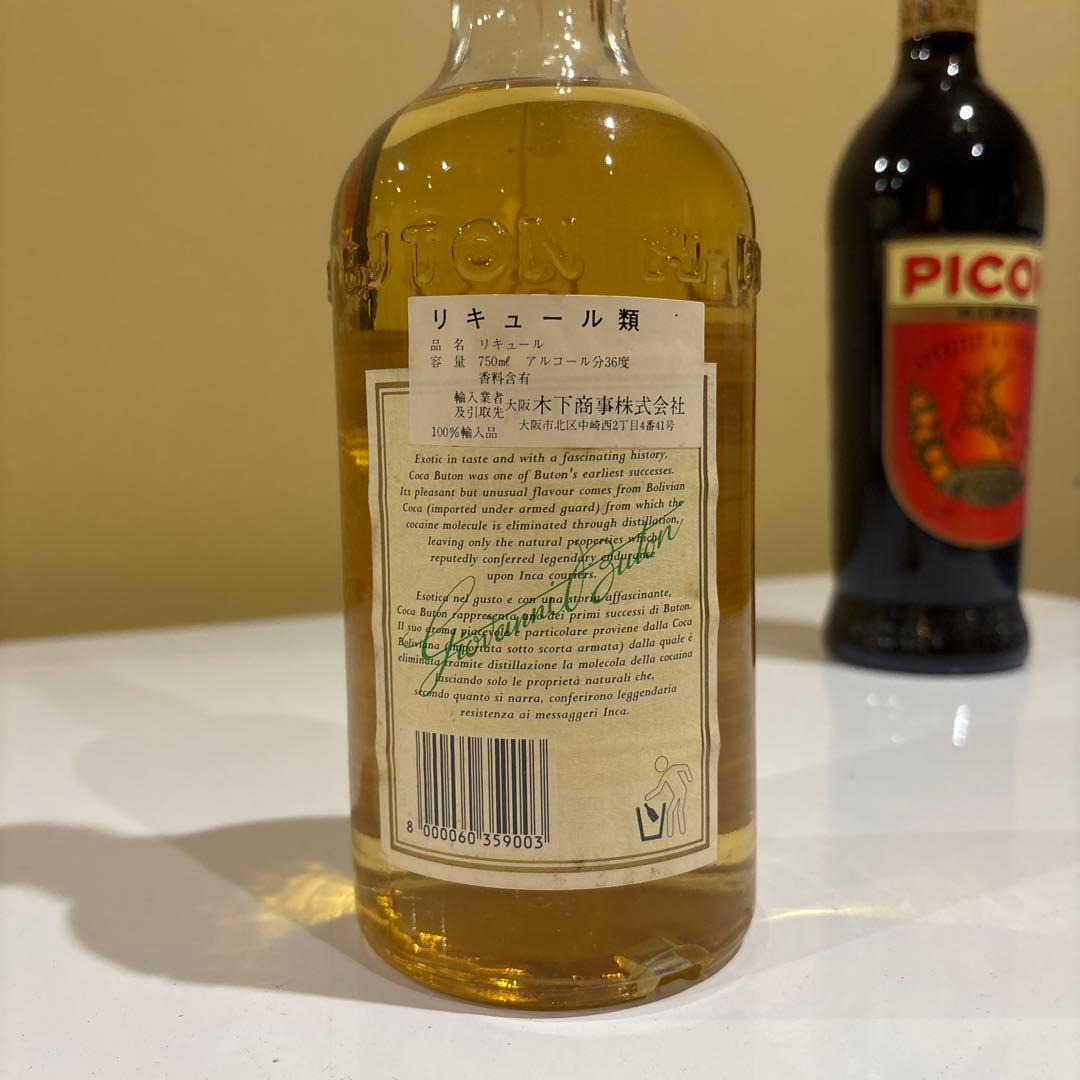 BUTON
リキュール類
品名 リキュール
容量 750mℓ アルコール分36度
香料含有
輸入業者
及引取先 大阪 木下商事株式会社
大阪市北区中崎西2丁目4番41号
100%輸入品
Exotic in taste and with a fascinating history,
Coca Buton was one of Buton's earliest successes.
Its pleasant but unusual flavour comes from Bolivian
Coca (imported under armed guard) from which the
cocaine molecule is eliminated through distillation,
leaving only the natural properties which
reputedly conferred legendary endurance
upon Inca couriers.
Giovanni Buton
Esotica nel gusto e con una storia affascinante,
Coca Buton rappresenta uno dei primi successi di Buton.
Il suo aroma piacevole e particolare proviene dalla Coca
Boliviana (importata sotto scorta armata) dalla quale è
eliminata tramite distillazione la molecola della cocaina
lasciando solo le proprietà naturali che,
secondo quanto si narra, conferirono leggendaria
resistenza ai messaggeri Inca.
8 000060 359003
PICO